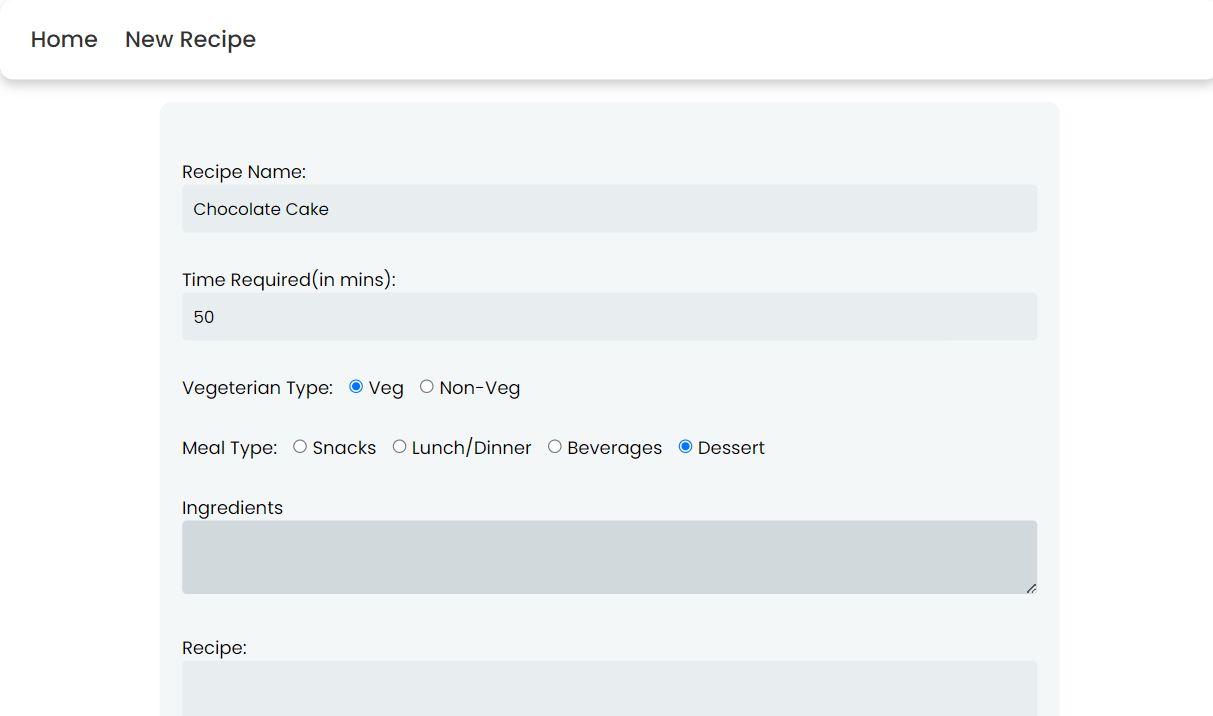 Home New Recipe
Recipe Name:
Chocolate Cake
Time Required(in mins):
50
Vegeterian Type: Veg Non-Veg
Meal Type: Snacks Lunch/Dinner Beverages Dessert
Ingredients
Recipe: